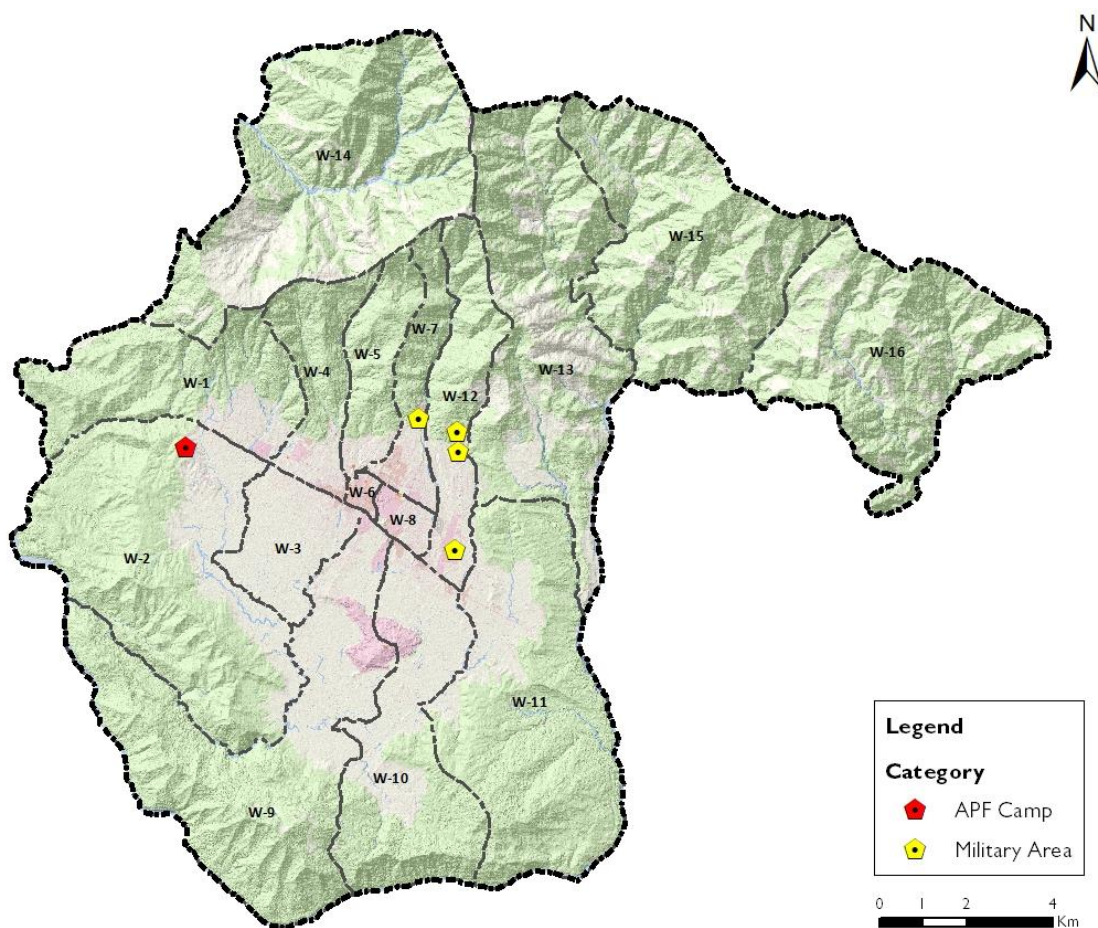 N
W-14
W-15
W-7
W-16
W-5
W-13
W-4
W-1
W-12
W-6
W-8
W-3
W-2
W-11
W-10
W-9
Legend
Category
APF Camp
Military Area
0 1 2 4
Km